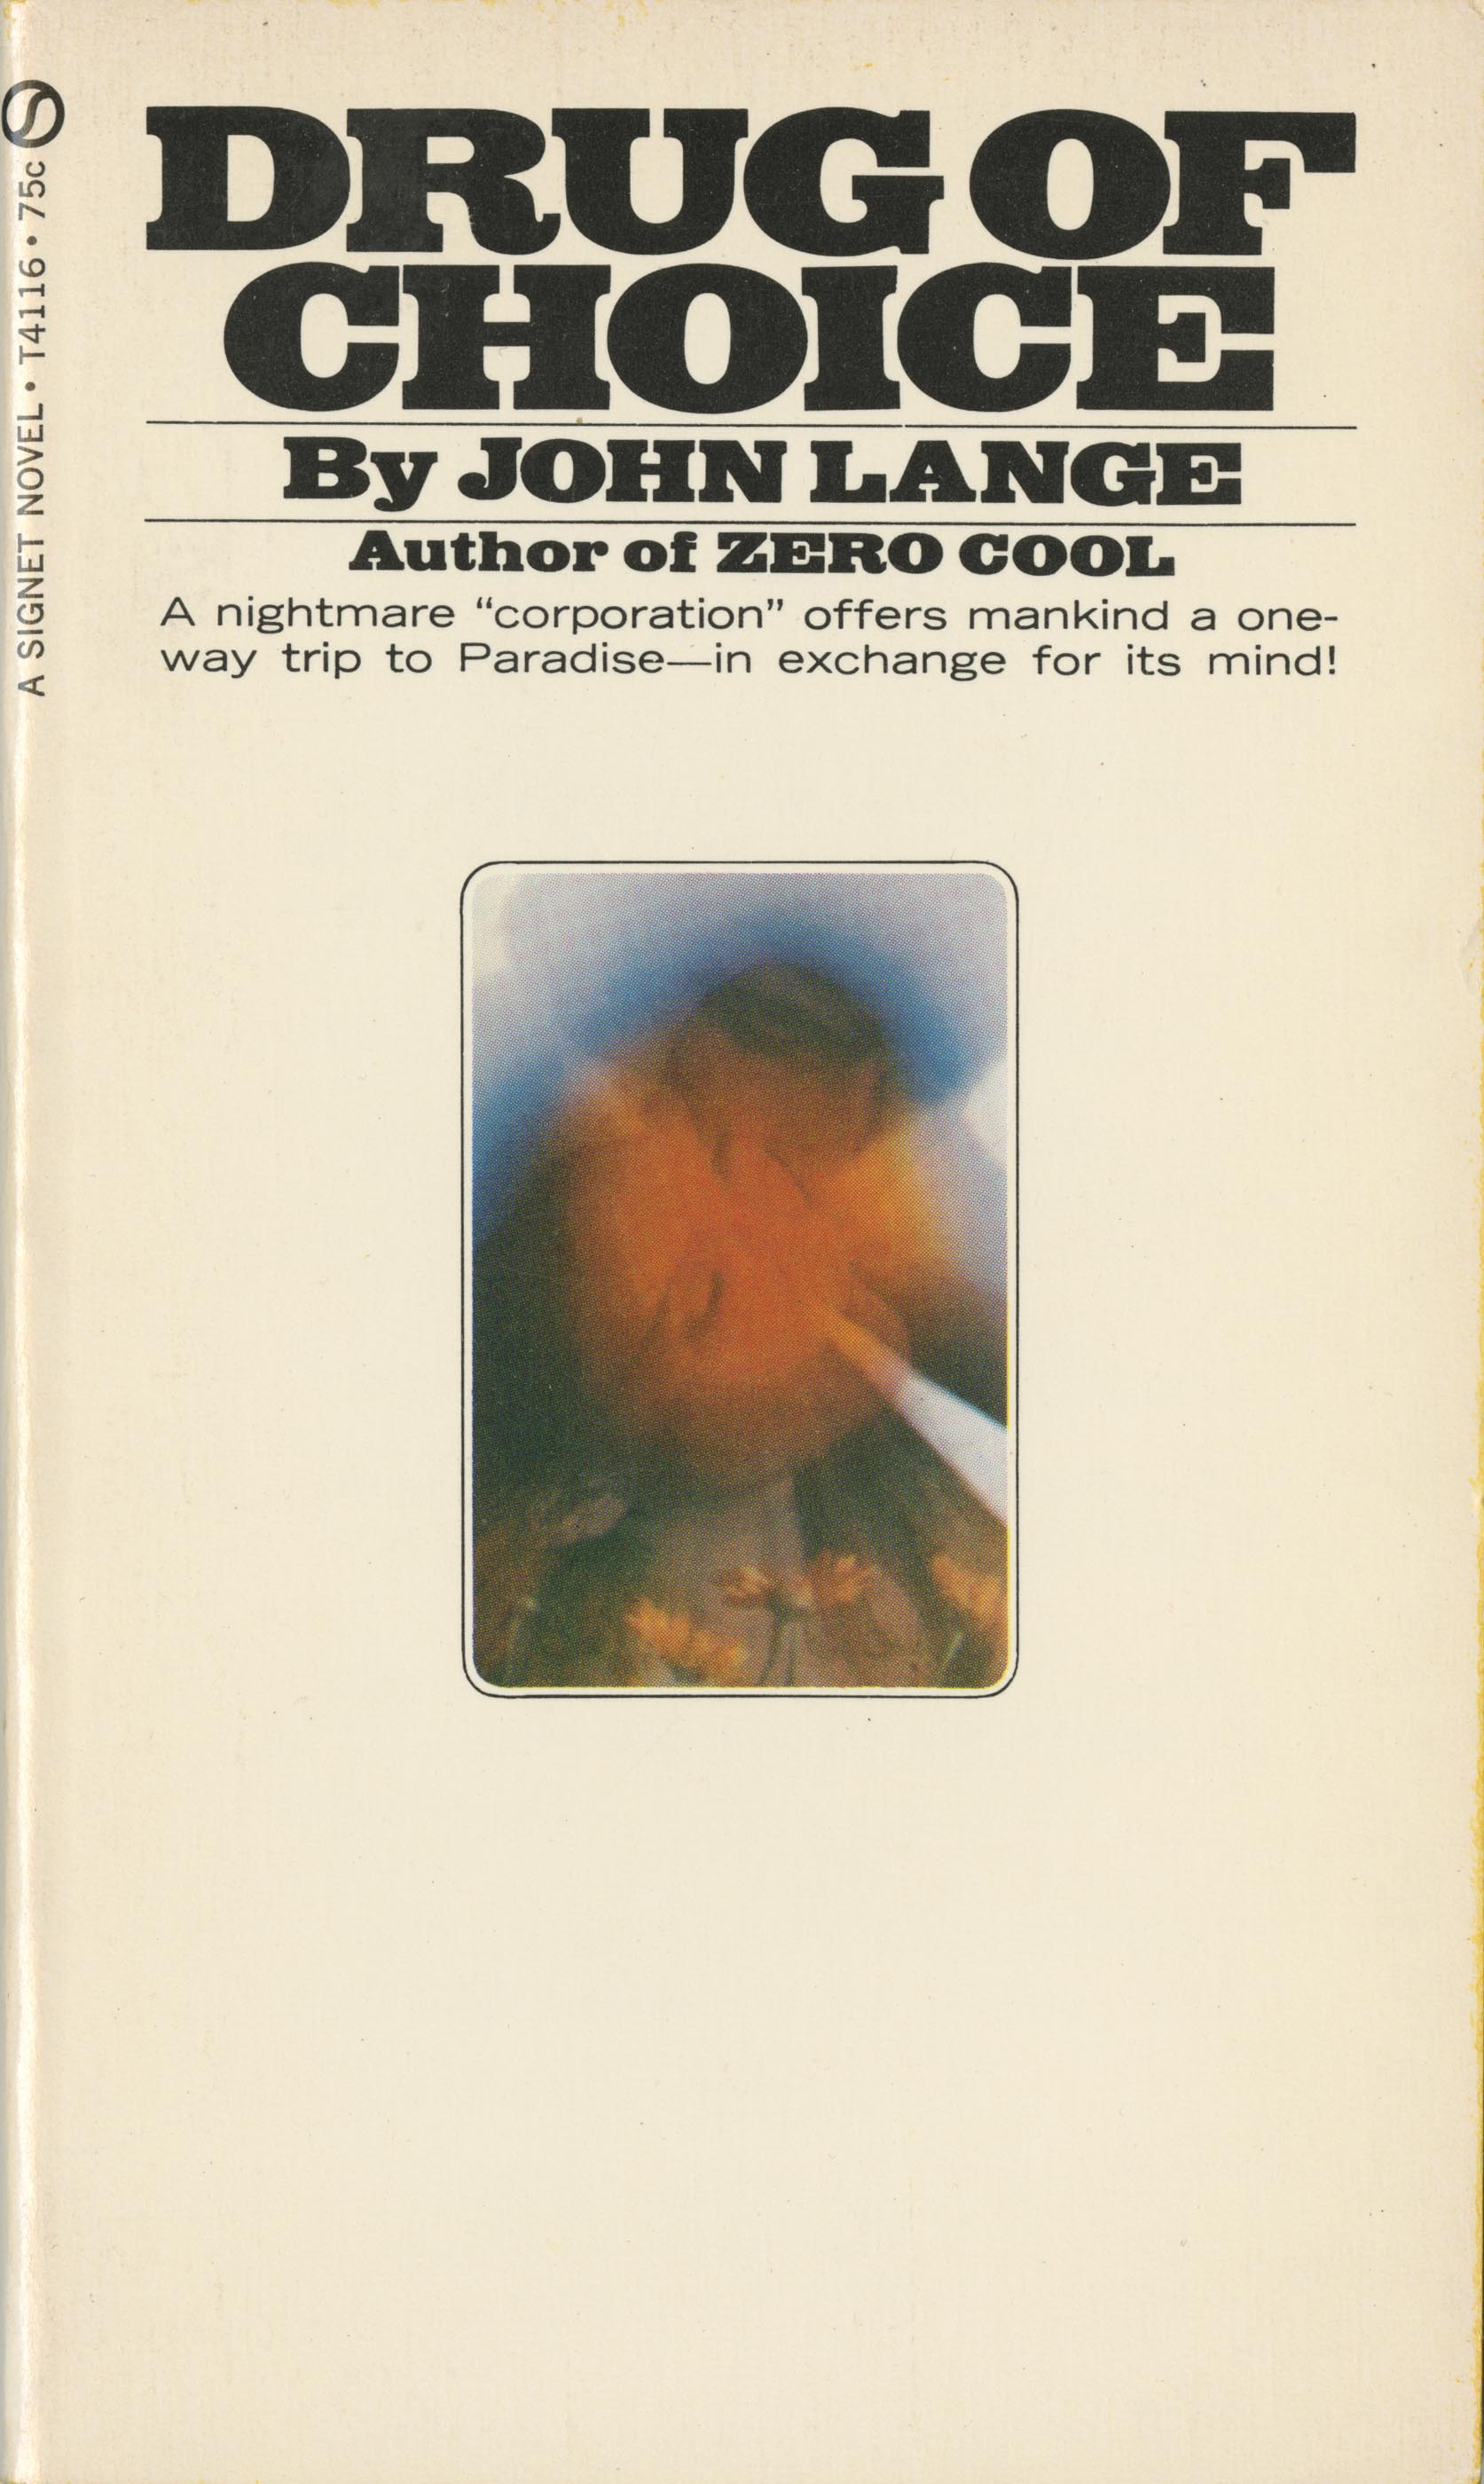 DRUG OF
CHOICE
By JOHN LANGE
Author of ZERO COOL
A nightmare “corporation” offers mankind a one-
way trip to Paradise—in exchange for its mind!
A SIGNET NOVEL • T4116 • 75c